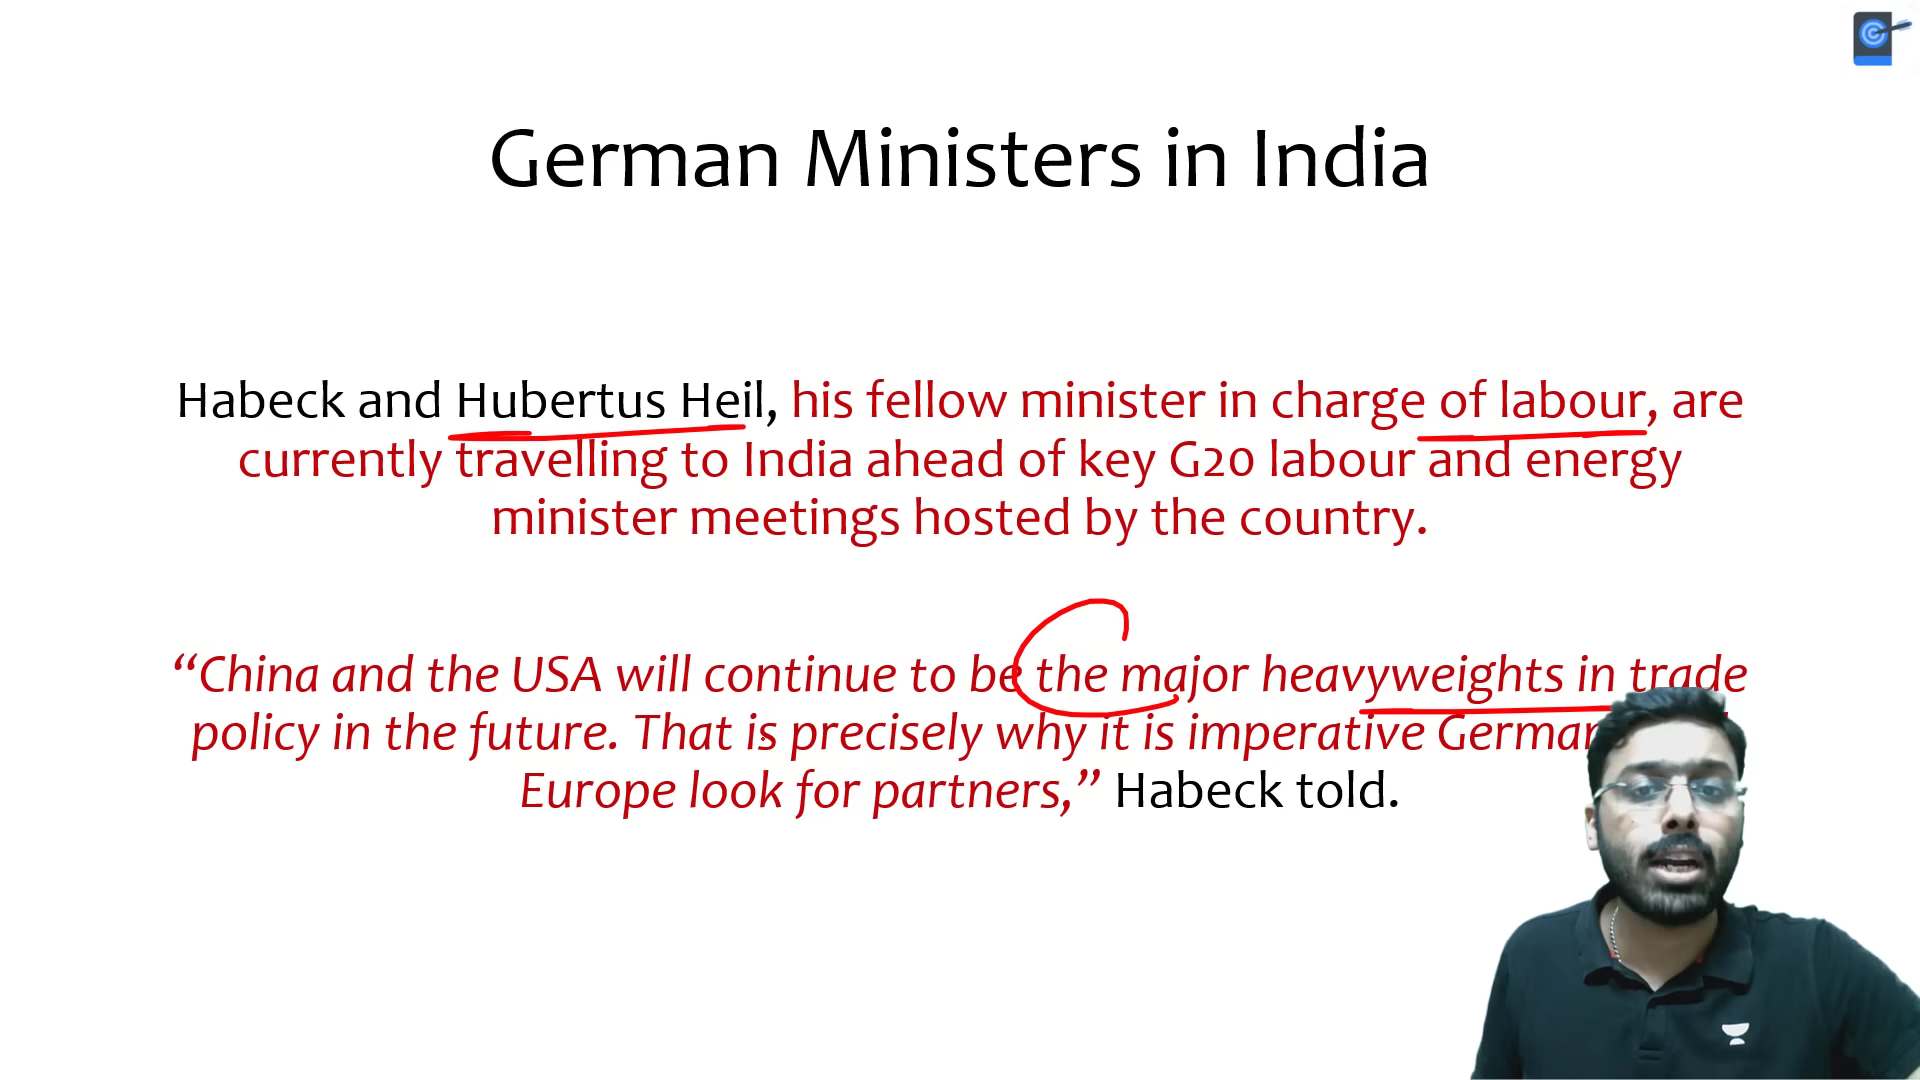 German Ministers in India
Habeck and Hubertus Heil, his fellow minister in charge of labour, are
currently travelling to India ahead of key G20 labour and energy
minister meetings hosted by the country.
“China and the USA will continue to be the major heavyweights in trade
policy in the future. That is precisely why it is imperative
Europe look for partners,” Habeck told.